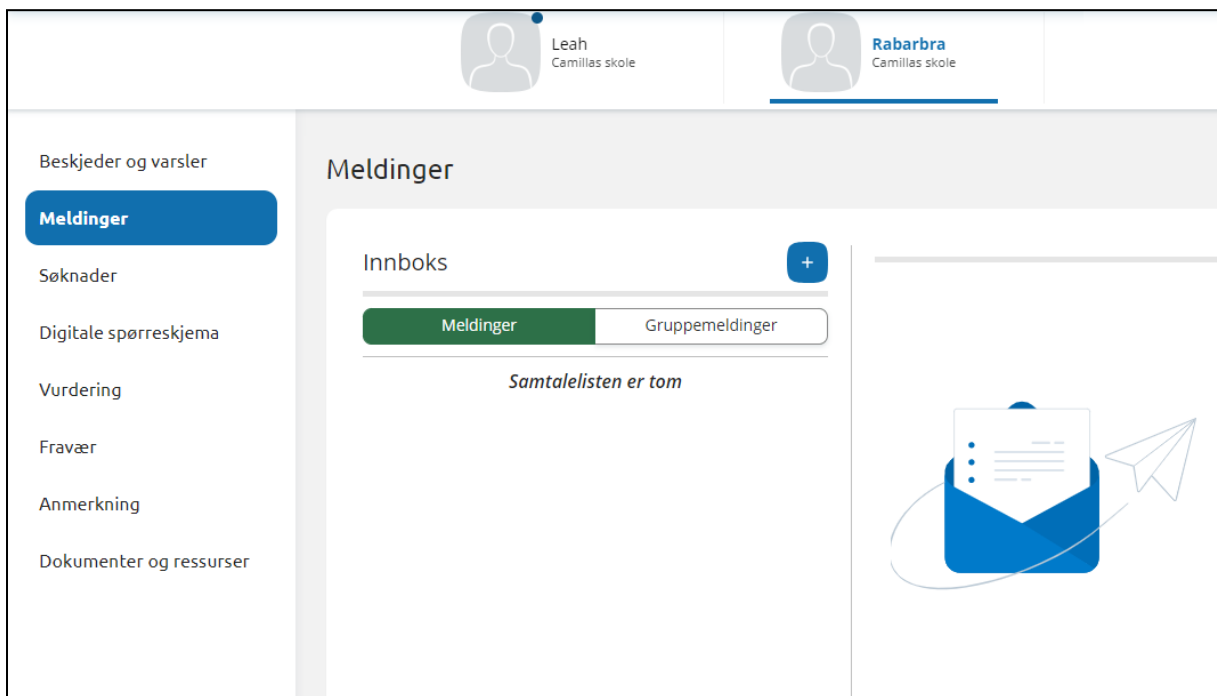 Leah
Camillas skole
Rabarbra
Camillas skole
Beskjeder og varsler
Meldinger
Søknader
Digitale spørreskjema
Vurdering
Fravær
Anmerkning
Dokumenter og ressurser
Meldinger
Innboks
+
Meldinger
Gruppemeldinger
Samtalelisten er tom